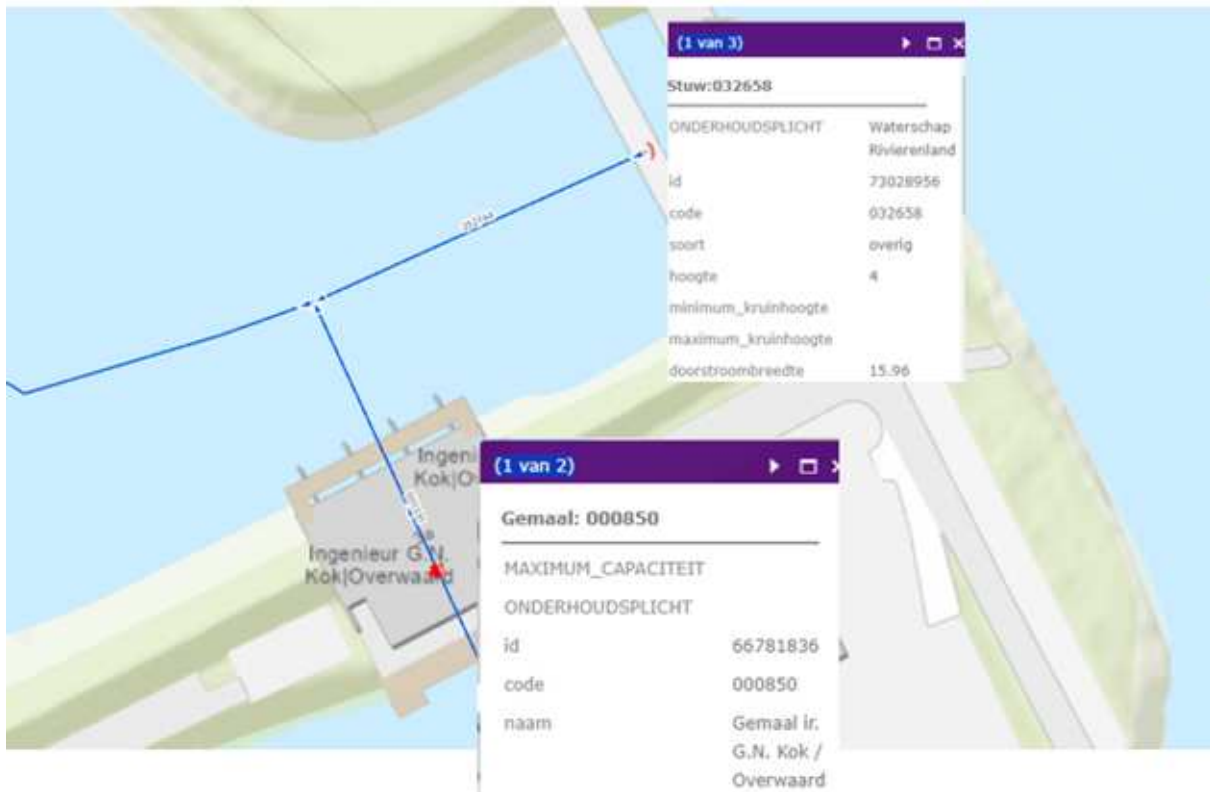 (1 van 3)
Stuw:032658
ONDERHOUDSPLICHT Waterschap
Rivierenland
id 73028956
code 032658
soort overig
hoogte 4
minimum_kruinhoogte
maximum_kruinhoogte
doorstroombreedte 15.96
Ingeni
Kok|O
Ingenieur G.N.
Kok|Overwaard
(1 van 2)
Gemaal: 000850
MAXIMUM_CAPACITEIT
ONDERHOUDSPLICHT
id 66781836
code 000850
naam Gemaal ir.
G.N. Kok /
Overwaard